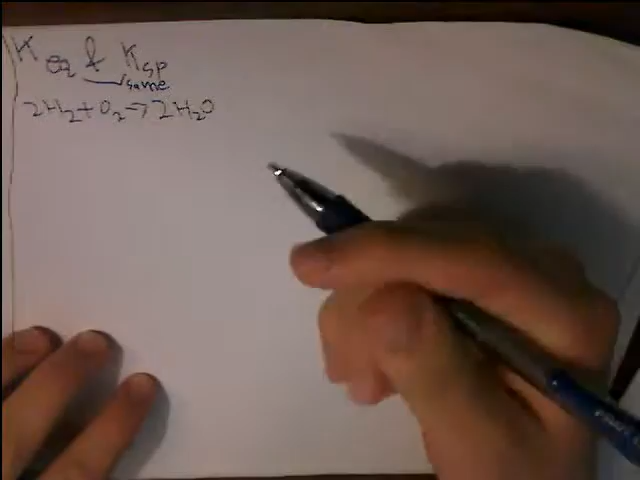 Keq & Ksp
same
2H₂+O₂→2H₂O